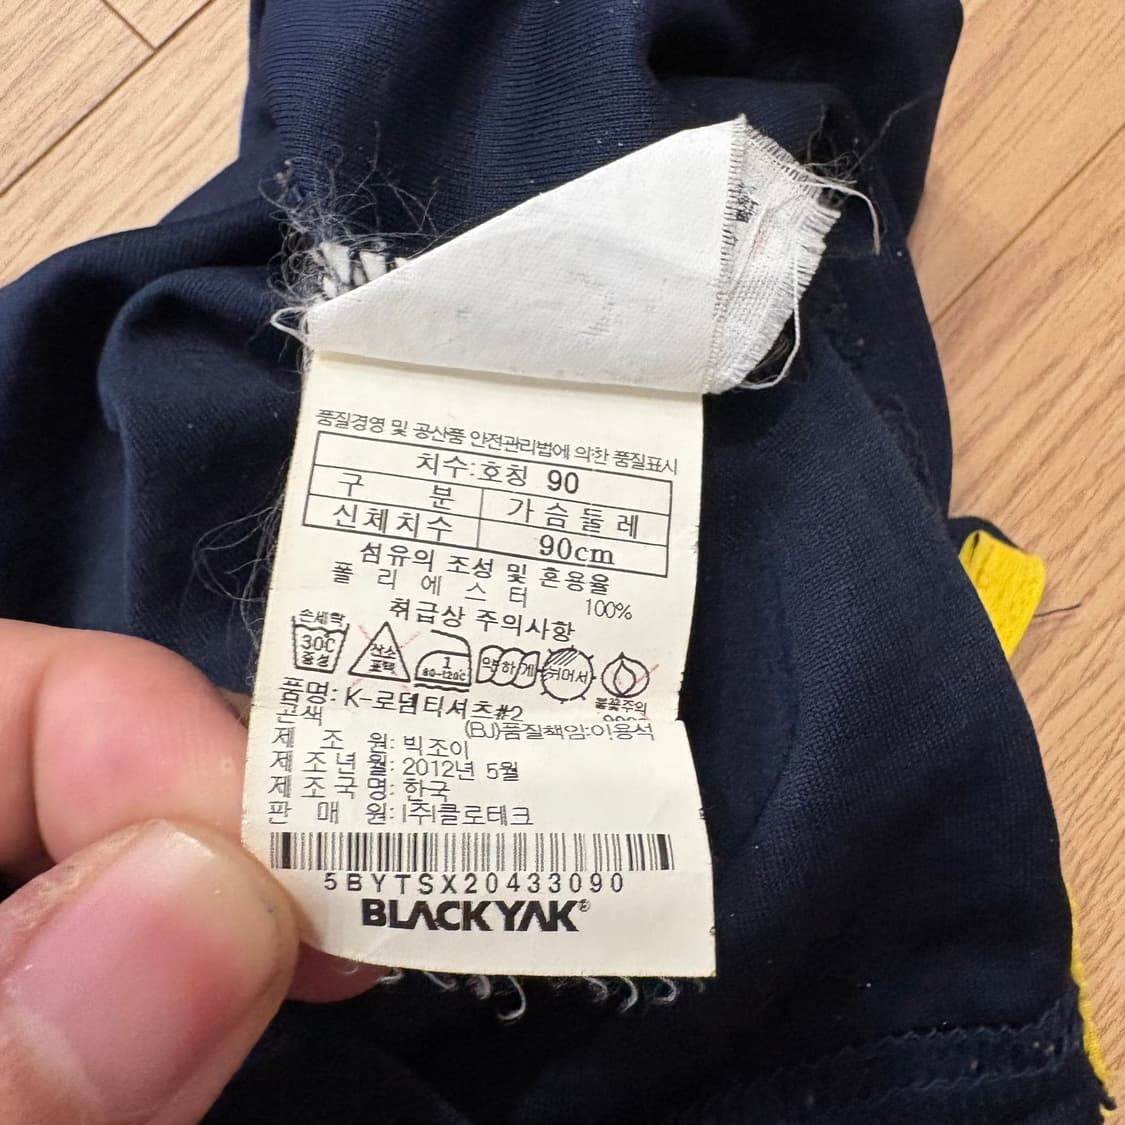 품질경영 및 공산품 안전관리법에 의한 품질표시
치수:호칭 90
구 분 가슴둘레
신체치수 90cm
섬유의 조성 및 혼용율
폴리에스터 100%
취급상 주의사항
손세탁
30℃
중성
산소
표백
1
80-120℃
약하게
뉘어서
불꽃주의
품명: K-로덤티셔츠#2
곤색
(BJ)품질책임:이용석
제 조 원: 빅조이
제조년월: 2012년 5월
제조국명: 한국
판 매 원: (주)클로테크
5BYTSX20433090
BLACKYAK®